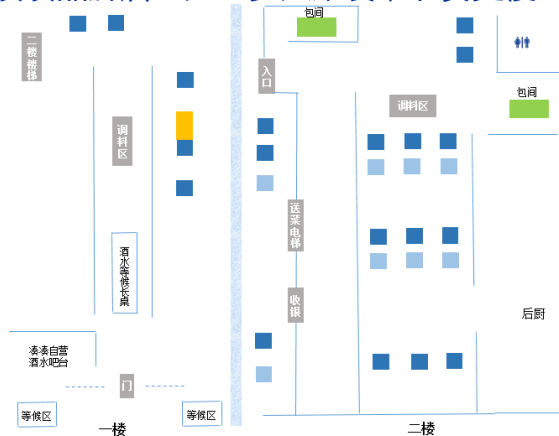 二楼楼梯
调料区
酒水等候长桌
凑凑自营
酒水吧台
门
等候区
等候区
一楼
包间
入口
调料区
包间
送菜电梯
收银
后厨
二楼